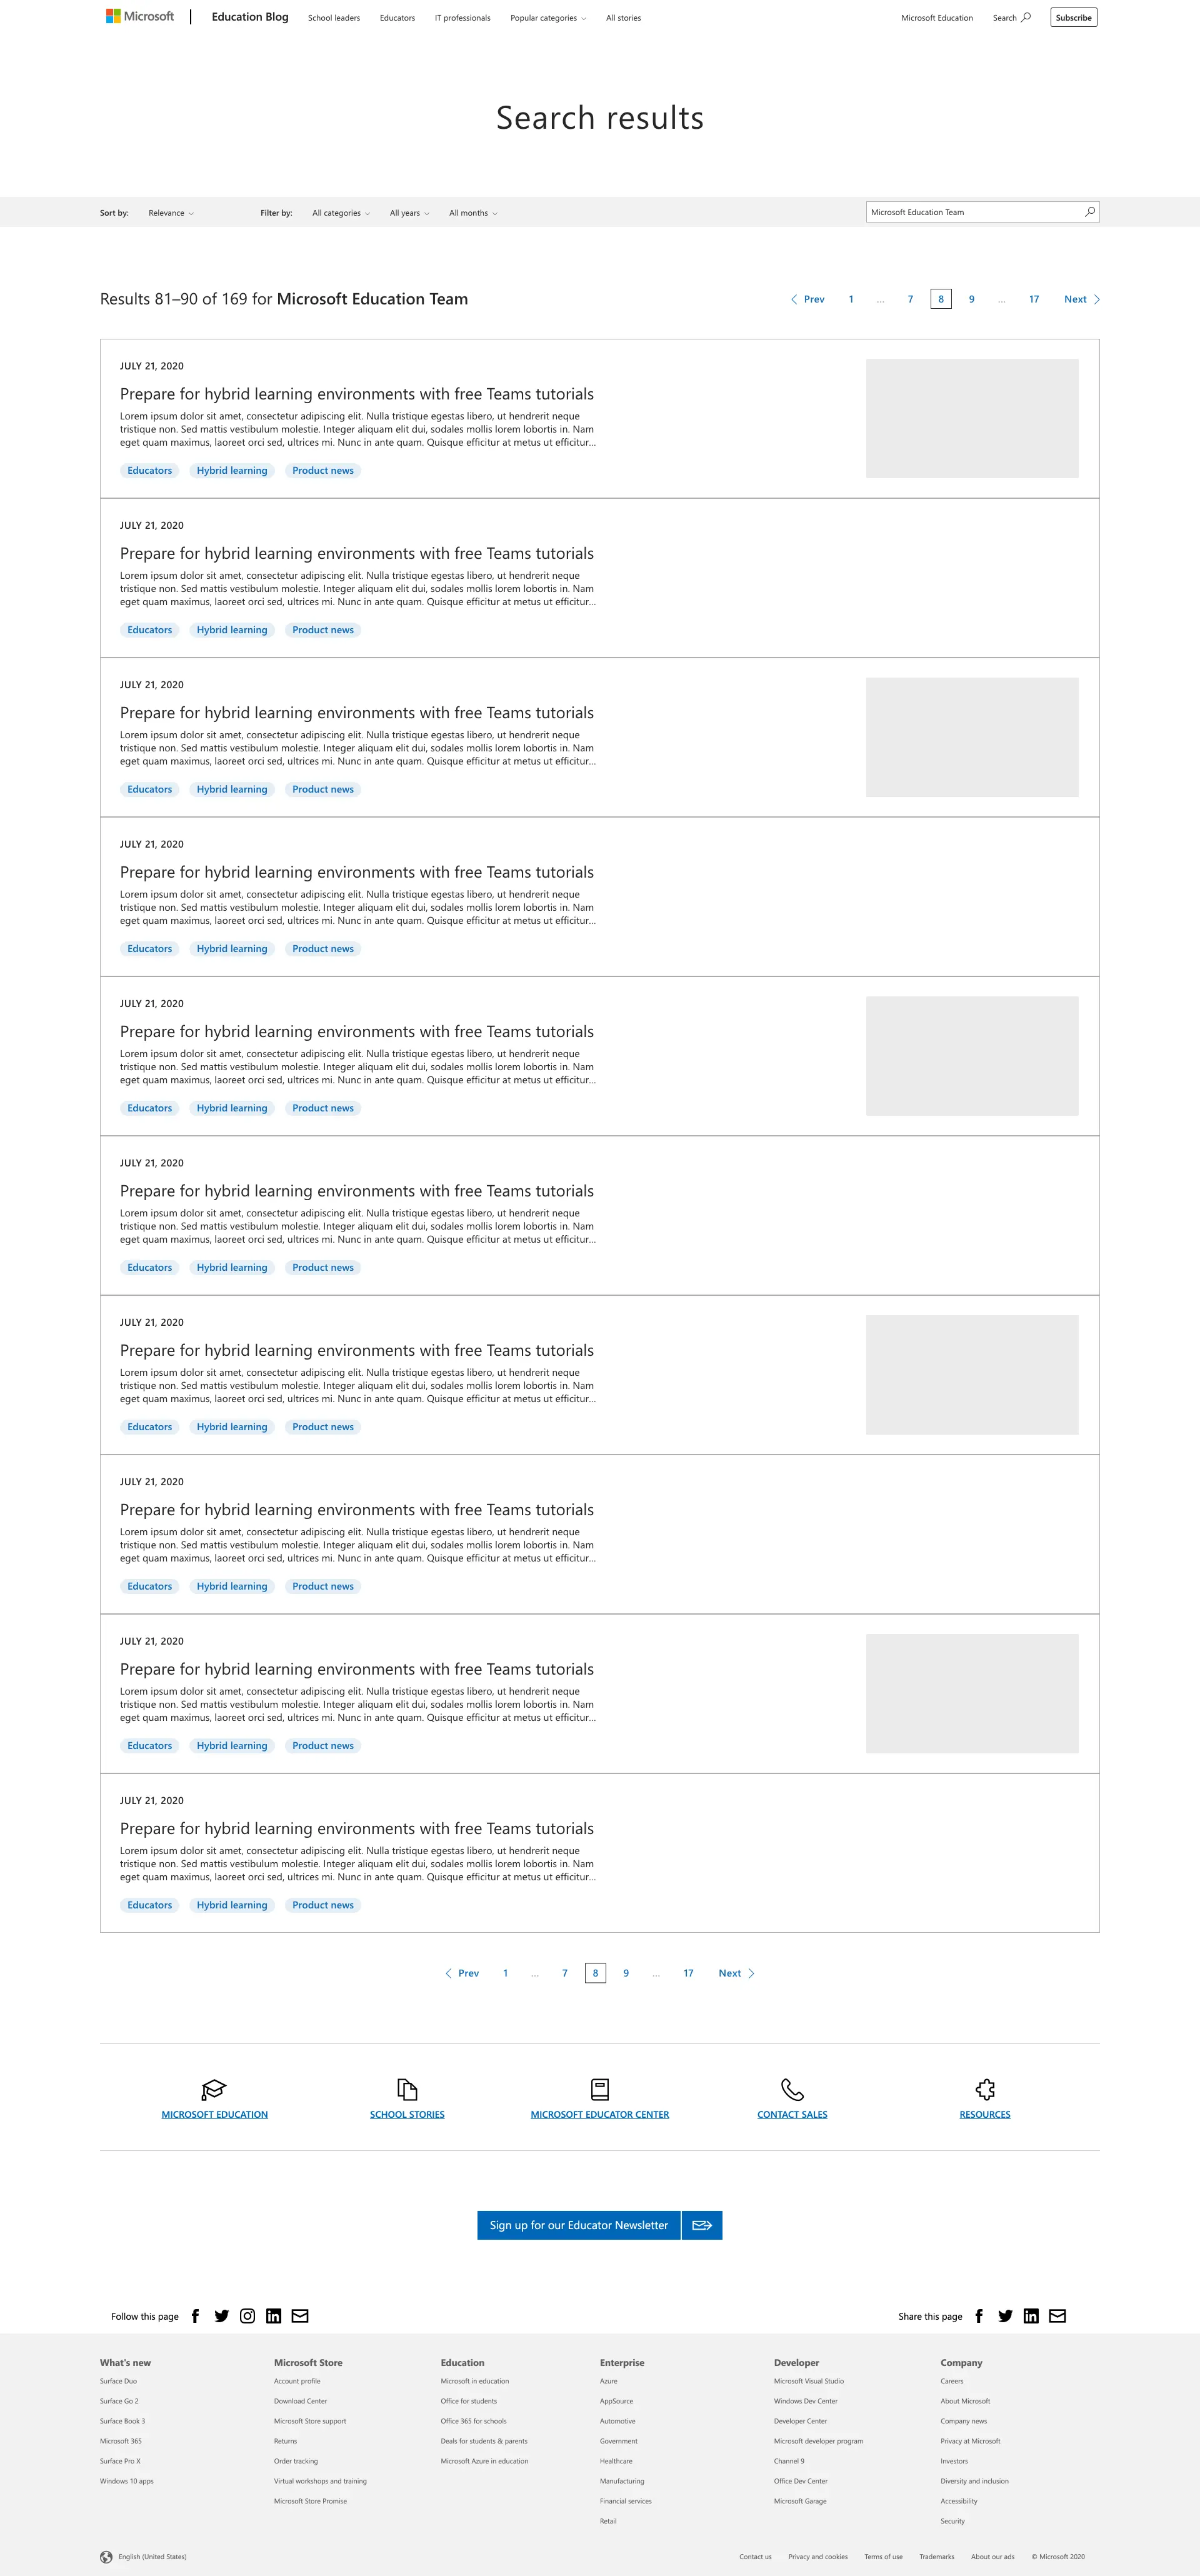 Microsoft
Education Blog
School leaders
Educators
IT professionals
Popular categories
All stories
Microsoft Education
Search
Subscribe
Search results
Sort by:
Relevance
Filter by:
All categories
All years
All months
Microsoft Education Team
Results 81–90 of 169 for Microsoft Education Team
Prev 1 ... 7 8 9 ... 17 Next
JULY 21, 2020
Prepare for hybrid learning environments with free Teams tutorials
Lorem ipsum dolor sit amet, consectetur adipiscing elit. Nulla tristique egestas libero, ut hendrerit neque
tristique non. Sed mattis vestibulum molestie. Integer aliquam elit dui, sodales mollis lorem lobortis in. Nam
eget quam maximus, laoreet orci sed, ultrices mi. Nunc in ante quam. Quisque efficitur at metus ut efficitur...
Educators Hybrid learning Product news
JULY 21, 2020
Prepare for hybrid learning environments with free Teams tutorials
Lorem ipsum dolor sit amet, consectetur adipiscing elit. Nulla tristique egestas libero, ut hendrerit neque
tristique non. Sed mattis vestibulum molestie. Integer aliquam elit dui, sodales mollis lorem lobortis in. Nam
eget quam maximus, laoreet orci sed, ultrices mi. Nunc in ante quam. Quisque efficitur at metus ut efficitur...
Educators Hybrid learning Product news
JULY 21, 2020
Prepare for hybrid learning environments with free Teams tutorials
Lorem ipsum dolor sit amet, consectetur adipiscing elit. Nulla tristique egestas libero, ut hendrerit neque
tristique non. Sed mattis vestibulum molestie. Integer aliquam elit dui, sodales mollis lorem lobortis in. Nam
eget quam maximus, laoreet orci sed, ultrices mi. Nunc in ante quam. Quisque efficitur at metus ut efficitur...
Educators Hybrid learning Product news
JULY 21, 2020
Prepare for hybrid learning environments with free Teams tutorials
Lorem ipsum dolor sit amet, consectetur adipiscing elit. Nulla tristique egestas libero, ut hendrerit neque
tristique non. Sed mattis vestibulum molestie. Integer aliquam elit dui, sodales mollis lorem lobortis in. Nam
eget quam maximus, laoreet orci sed, ultrices mi. Nunc in ante quam. Quisque efficitur at metus ut efficitur...
Educators Hybrid learning Product news
JULY 21, 2020
Prepare for hybrid learning environments with free Teams tutorials
Lorem ipsum dolor sit amet, consectetur adipiscing elit. Nulla tristique egestas libero, ut hendrerit neque
tristique non. Sed mattis vestibulum molestie. Integer aliquam elit dui, sodales mollis lorem lobortis in. Nam
eget quam maximus, laoreet orci sed, ultrices mi. Nunc in ante quam. Quisque efficitur at metus ut efficitur...
Educators Hybrid learning Product news
JULY 21, 2020
Prepare for hybrid learning environments with free Teams tutorials
Lorem ipsum dolor sit amet, consectetur adipiscing elit. Nulla tristique egestas libero, ut hendrerit neque
tristique non. Sed mattis vestibulum molestie. Integer aliquam elit dui, sodales mollis lorem lobortis in. Nam
eget quam maximus, laoreet orci sed, ultrices mi. Nunc in ante quam. Quisque efficitur at metus ut efficitur...
Educators Hybrid learning Product news
JULY 21, 2020
Prepare for hybrid learning environments with free Teams tutorials
Lorem ipsum dolor sit amet, consectetur adipiscing elit. Nulla tristique egestas libero, ut hendrerit neque
tristique non. Sed mattis vestibulum molestie. Integer aliquam elit dui, sodales mollis lorem lobortis in. Nam
eget quam maximus, laoreet orci sed, ultrices mi. Nunc in ante quam. Quisque efficitur at metus ut efficitur...
Educators Hybrid learning Product news
JULY 21, 2020
Prepare for hybrid learning environments with free Teams tutorials
Lorem ipsum dolor sit amet, consectetur adipiscing elit. Nulla tristique egestas libero, ut hendrerit neque
tristique non. Sed mattis vestibulum molestie. Integer aliquam elit dui, sodales mollis lorem lobortis in. Nam
eget quam maximus, laoreet orci sed, ultrices mi. Nunc in ante quam. Quisque efficitur at metus ut efficitur...
Educators Hybrid learning Product news
JULY 21, 2020
Prepare for hybrid learning environments with free Teams tutorials
Lorem ipsum dolor sit amet, consectetur adipiscing elit. Nulla tristique egestas libero, ut hendrerit neque
tristique non. Sed mattis vestibulum molestie. Integer aliquam elit dui, sodales mollis lorem lobortis in. Nam
eget quam maximus, laoreet orci sed, ultrices mi. Nunc in ante quam. Quisque efficitur at metus ut efficitur...
Educators Hybrid learning Product news
JULY 21, 2020
Prepare for hybrid learning environments with free Teams tutorials
Lorem ipsum dolor sit amet, consectetur adipiscing elit. Nulla tristique egestas libero, ut hendrerit neque
tristique non. Sed mattis vestibulum molestie. Integer aliquam elit dui, sodales mollis lorem lobortis in. Nam
eget quam maximus, laoreet orci sed, ultrices mi. Nunc in ante quam. Quisque efficitur at metus ut efficitur...
Educators Hybrid learning Product news
Prev 1 ... 7 8 9 ... 17 Next
MICROSOFT EDUCATION
SCHOOL STORIES
MICROSOFT EDUCATOR CENTER
CONTACT SALES
RESOURCES
Sign up for our Educator Newsletter
Follow this page
Share this page
What's new
Surface Duo
Surface Go 2
Surface Book 3
Microsoft 365
Surface Pro X
Windows 10 apps
Microsoft Store
Account profile
Download Center
Microsoft Store support
Returns
Order tracking
Virtual workshops and training
Microsoft Store Promise
Education
Microsoft in education
Office for students
Office 365 for schools
Deals for students & parents
Microsoft Azure in education
Enterprise
Azure
AppSource
Automotive
Government
Healthcare
Manufacturing
Financial services
Retail
Developer
Microsoft Visual Studio
Windows Dev Center
Developer Center
Microsoft developer program
Channel 9
Office Dev Center
Microsoft Garage
Company
Careers
About Microsoft
Company news
Privacy at Microsoft
Investors
Diversity and inclusion
Accessibility
Security
English (United States)
Contact us
Privacy and cookies
Terms of use
Trademarks
About our ads
© Microsoft 2020